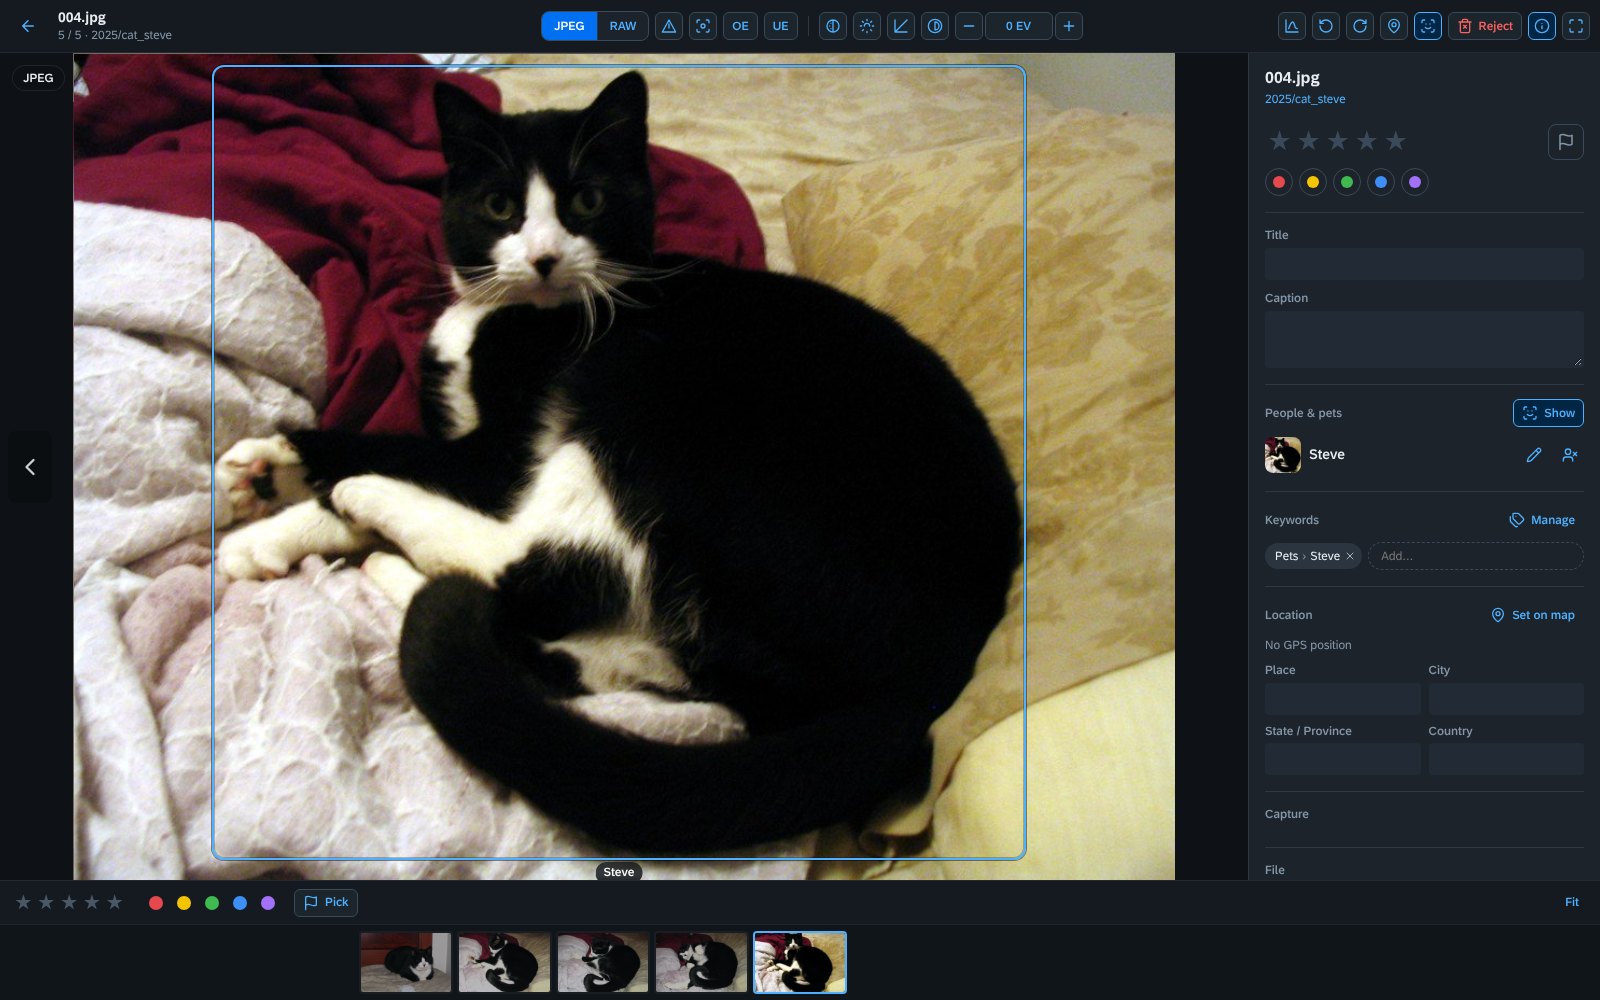 004.jpg
5 / 5 · 2025/cat_steve
JPEG
RAW
OE
UE
0 EV
Reject
JPEG
004.jpg
2025/cat_steve
Title
Caption
People & pets
Show
Steve
Keywords
Manage
Pets › Steve
Add...
Location
Set on map
No GPS position
Place
City
State / Province
Country
Capture
File
Steve
Pick
Fit